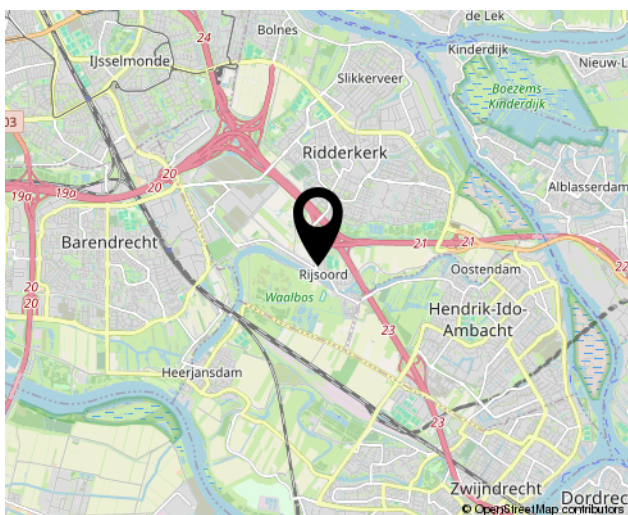 de Lek
24
Bolnes
Kinderdijk
IJsselmonde
Nieuw-L
Slikkerveer
Boezems
Kinderdijk
03
Ridderkerk
20
19a
19a
20
20
Alblasserdam
Barendrecht
21
21
22
Rijsoord
Oostendam
20
20
Waalbos
Hendrik-Ido-
Ambacht
23
Heerjansdam
23
Zwijndrecht
Dordrec
© OpenStreetMap contributors